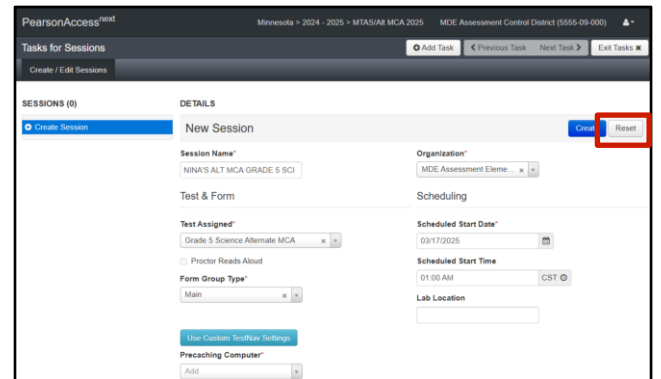 PearsonAccessnext Minnesota > 2024 - 2025 > MTAS/Alt MCA 2025 MDE Assessment Control District (5555-09-000)
Tasks for Sessions Add Task Previous Task Next Task Exit Tasks
Create / Edit Sessions
SESSIONS (0) DETAILS
Create Session New Session Create Reset
Session Name* Organization*
NINA'S ALT MCA GRADE 5 SCI MDE Assessment Eleme... x
Test & Form Scheduling
Test Assigned* Scheduled Start Date*
Grade 5 Science Alternate MCA x 03/17/2025
Proctor Reads Aloud Scheduled Start Time
Form Group Type* 01:00 AM CST
Main x Lab Location
Use Custom TestNav Settings
Precaching Computer*
Add